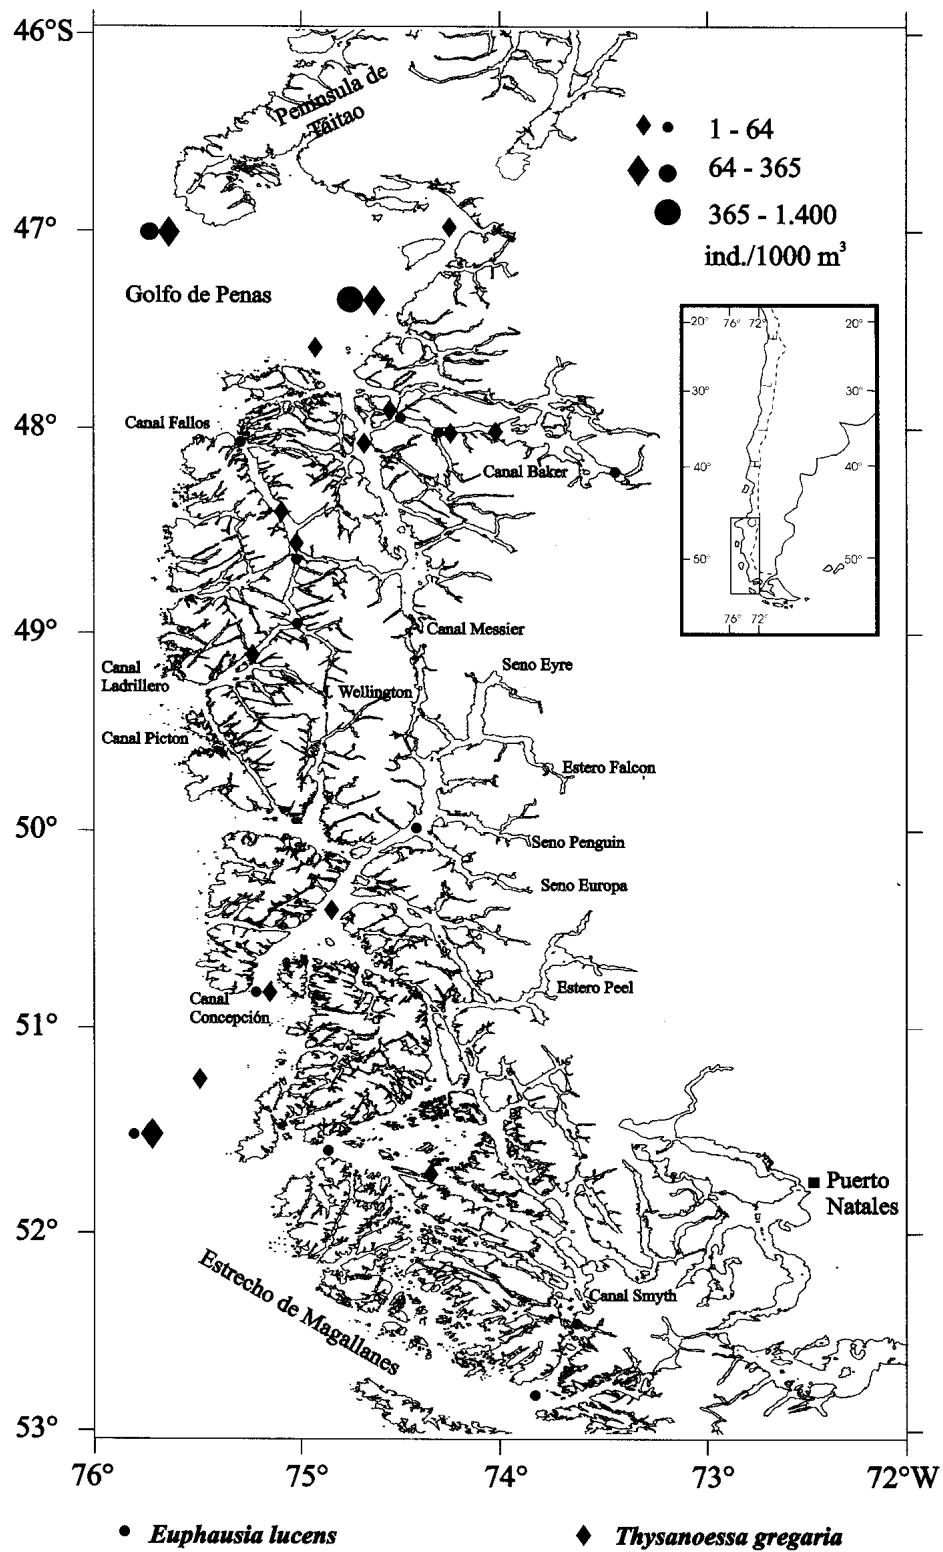 46°S
Península de
Táitao
1 - 64
64 - 365
365 - 1.400
ind./1000 m³
47°
Golfo de Penas
20° 76° 72° 20°
30° 30°
40° 40°
50° 50°
76° 72°
Canal Fallos
48°
Canal Baker
49°
Canal Messier
Canal
Ladrillero
Seno Eyre
I. Wellington
Canal Picton
Estero Falcon
50°
Seno Penguin
Seno Europa
Estero Peel
Canal
Concepción
51°
Puerto
Natales
52°
Estrecho de Magallanes
Canal Smyth
53°
76° 75° 74° 73° 72°W
Euphausia lucens Thysanoessa gregaria